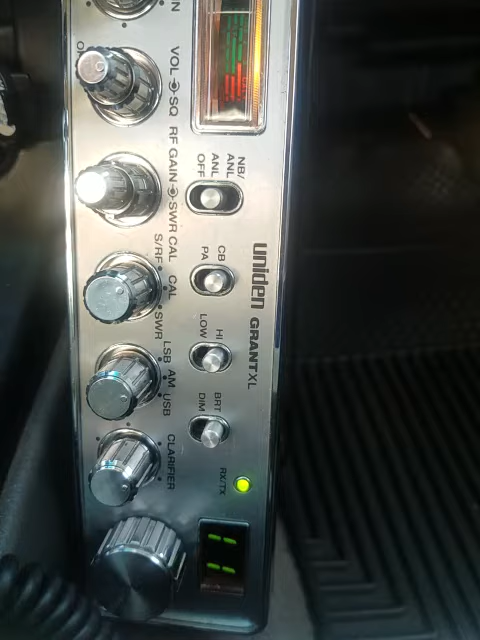 VOL SQ
RF GAIN SWR CAL
NB/
ANL
ANL
OFF
S/RF CAL SWR
CB
PA
uniden GRANT XL
HI
LOW
LSB AM USB
BRT
DIM
CLARIFIER
RX/TX
11